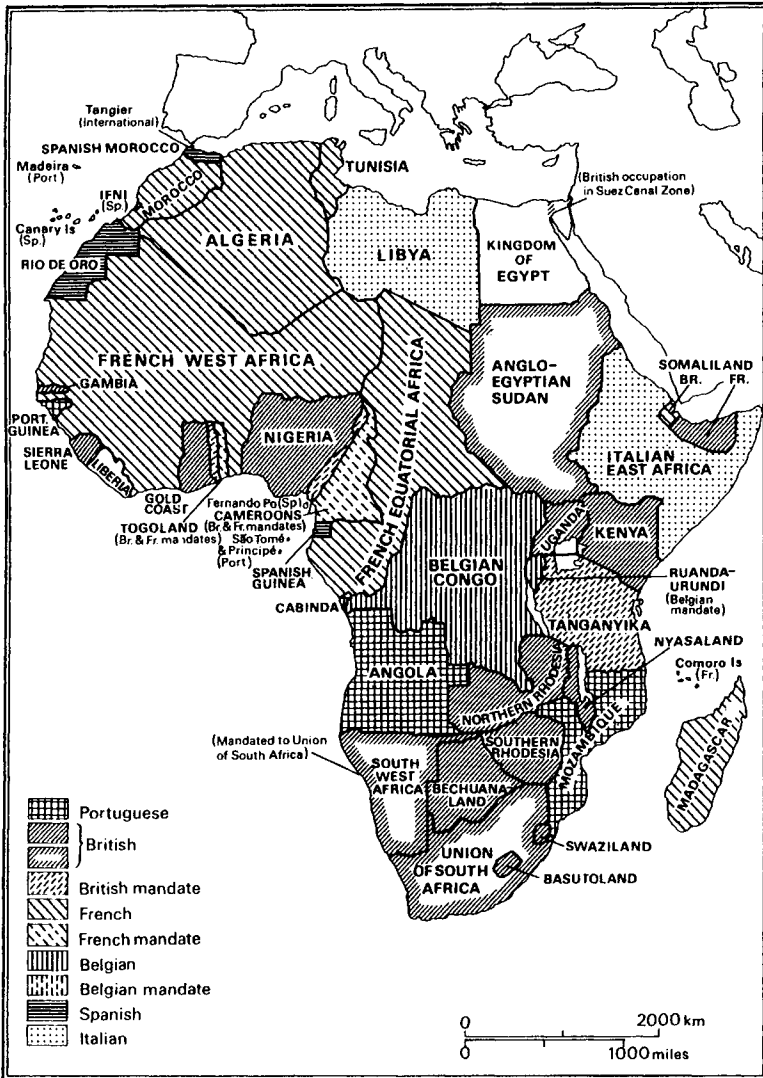 Tangier
(International)
SPANISH MOROCCO
Madeira
(Port)
IFNI
(Sp.)
MOROCCO
Canary Is
(Sp.)
RIO DE ORO
TUNISIA
ALGERIA
LIBYA
(British occupation
in Suez Canal Zone)
KINGDOM
OF
EGYPT
FRENCH WEST AFRICA
GAMBIA
PORT.
GUINEA
SIERRA
LEONE
LIBERIA
GOLD
COAST
TOGOLAND
(Br. & Fr. mandates)
NIGERIA
Fernando Po (Sp)
CAMEROONS
(Br. & Fr. mandates)
São Tomé
& Principé
(Port)
SPANISH
GUINEA
FRENCH EQUATORIAL AFRICA
ANGLO-
EGYPTIAN
SUDAN
SOMALILAND
BR. FR.
ITALIAN
EAST AFRICA
UGANDA
KENYA
BELGIAN
CONGO
RUANDA-
URUNDI
(Belgian
mandate)
CABINDA
TANGANYIKA
NYASALAND
Comoro Is
(Fr.)
ANGOLA
NORTHERN RHODESIA
SOUTHERN
RHODESIA
MOZAMBIQUE
MADAGASCAR
(Mandated to Union
of South Africa)
SOUTH
WEST
AFRICA
BECHUANA-
LAND
UNION
OF SOUTH
AFRICA
SWAZILAND
BASUTOLAND
Portuguese
British
British mandate
French
French mandate
Belgian
Belgian mandate
Spanish
Italian
0 2000 km
0 1000 miles